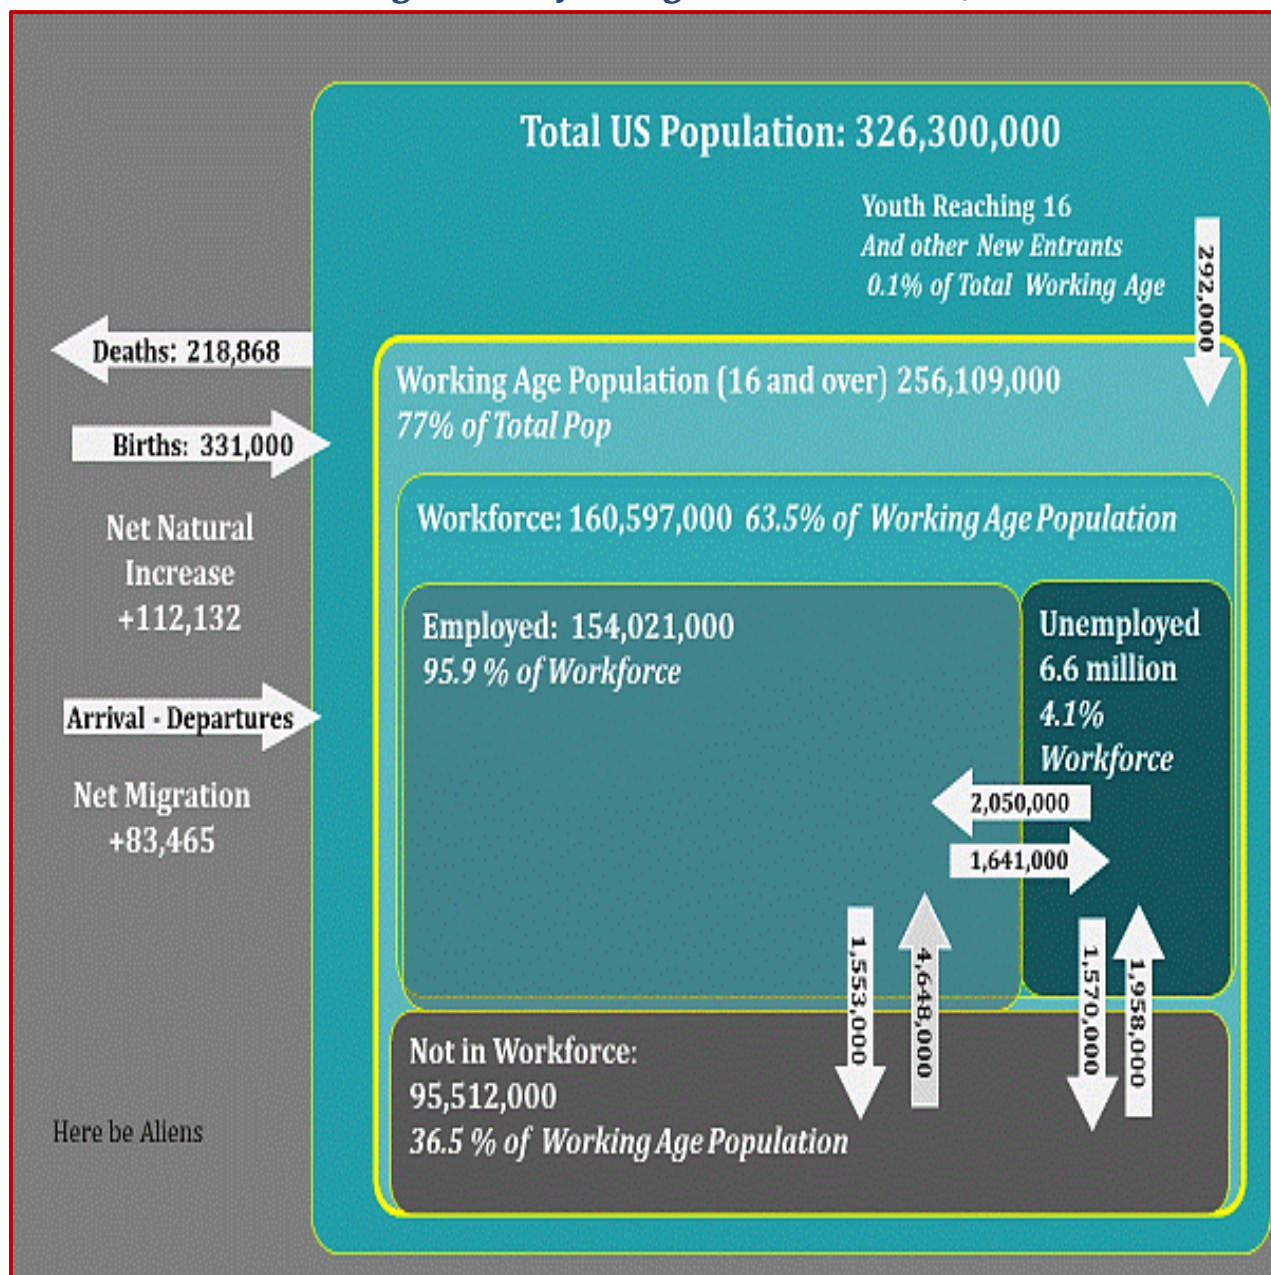 Total US Population: 326,300,000
Youth Reaching 16
And other New Entrants
0.1% of Total Working Age
292,000
Deaths: 218,868
Births: 331,000
Net Natural
Increase
+112,132
Arrival - Departures
Net Migration
+83,465
Here be Aliens
Working Age Population (16 and over) 256,109,000
77% of Total Pop
Workforce: 160,597,000 63.5% of Working Age Population
Employed: 154,021,000
95.9 % of Workforce
Unemployed
6.6 million
4.1%
Workforce
2,050,000
1,641,000
1,553,000
4,648,000
1,570,000
1,958,000
Not in Workforce:
95,512,000
36.5 % of Working Age Population